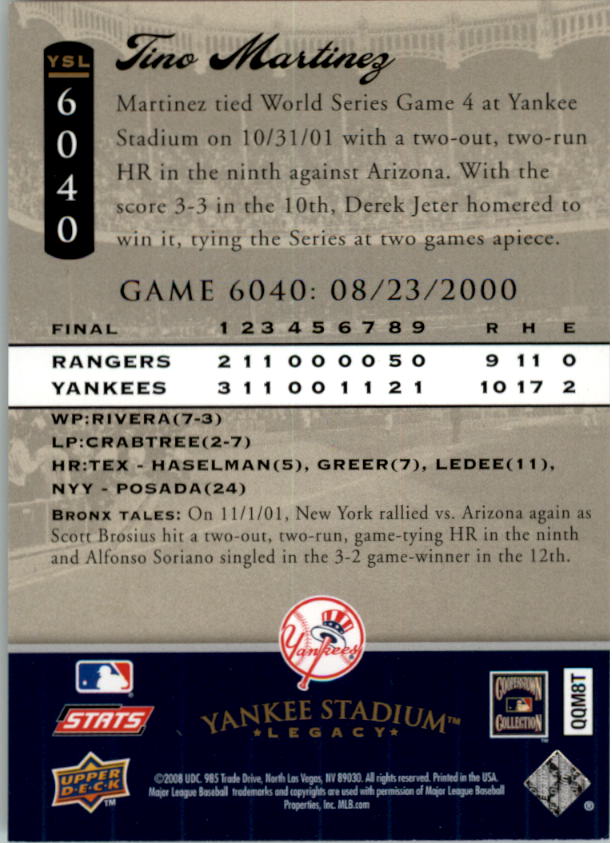 YSL
6040
Tino Martinez
Martinez tied World Series Game 4 at Yankee
Stadium on 10/31/01 with a two-out, two-run
HR in the ninth against Arizona. With the
score 3-3 in the 10th, Derek Jeter homered to
win it, tying the Series at two games apiece.
GAME 6040: 08/23/2000
FINAL 1 2 3 4 5 6 7 8 9 R H E
RANGERS 2 1 1 0 0 0 0 5 0 9 11 0
YANKEES 3 1 1 0 0 1 1 2 1 10 17 2
WP:RIVERA(7-3)
LP:CRABTREE(2-7)
HR:TEX - HASELMAN(5), GREER(7), LEDEE(11),
NYY - POSADA(24)
BRONX TALES: On 11/1/01, New York rallied vs. Arizona again as
Scott Brosius hit a two-out, two-run, game-tying HR in the ninth
and Alfonso Soriano singled in the 3-2 game-winner in the 12th.
Yankees
STATS
YANKEE STADIUM™
LEGACY
COOPERSTOWN
COLLECTION
™
QQM8T
UPPER
D·E·C·K
™
©2008 UDC. 985 Trade Drive, North Las Vegas, NV 89030. All rights reserved. Printed in the USA.
Major League Baseball trademarks and copyrights are used with permission of Major League Baseball
Properties, Inc. MLB.com
®